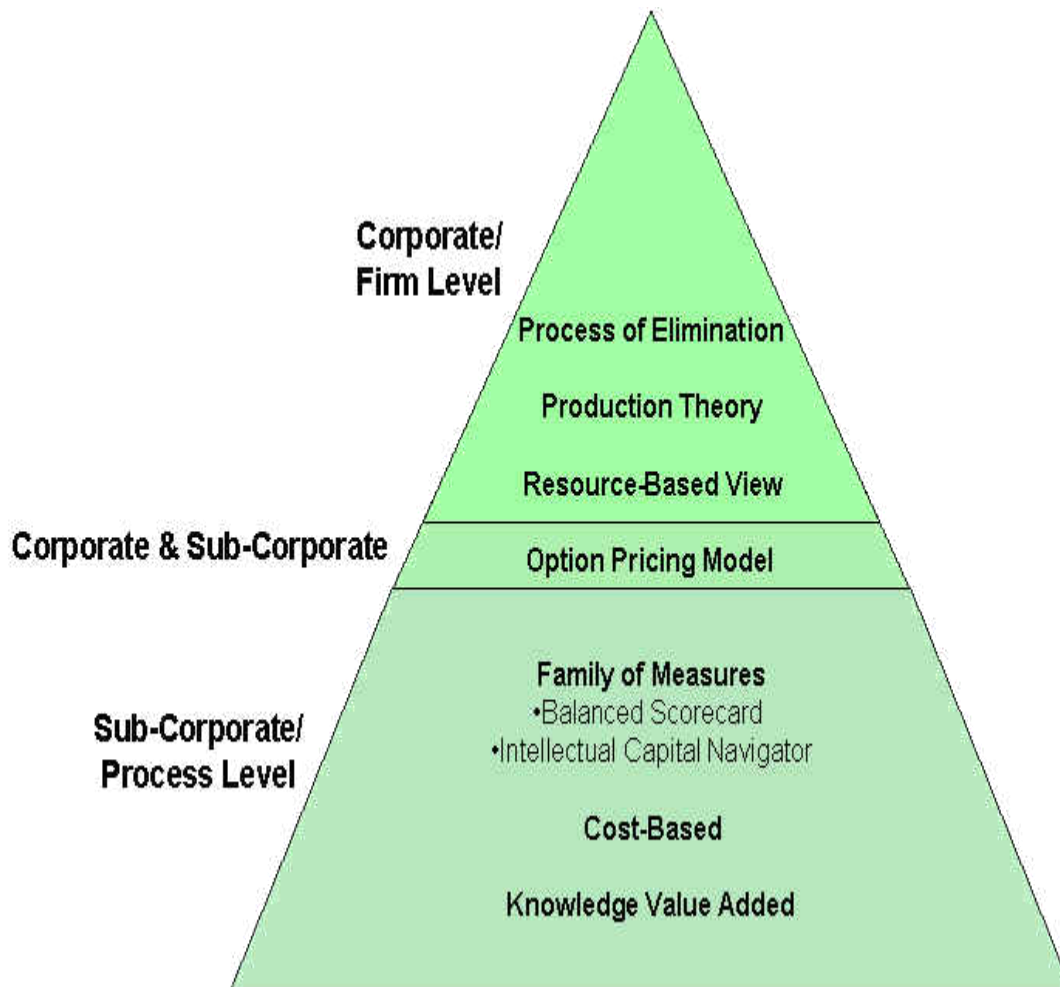 Corporate/
Firm Level
Process of Elimination
Production Theory
Resource-Based View
Corporate & Sub-Corporate
Option Pricing Model
Sub-Corporate/
Process Level
Family of Measures
•Balanced Scorecard
•Intellectual Capital Navigator
Cost-Based
Knowledge Value Added